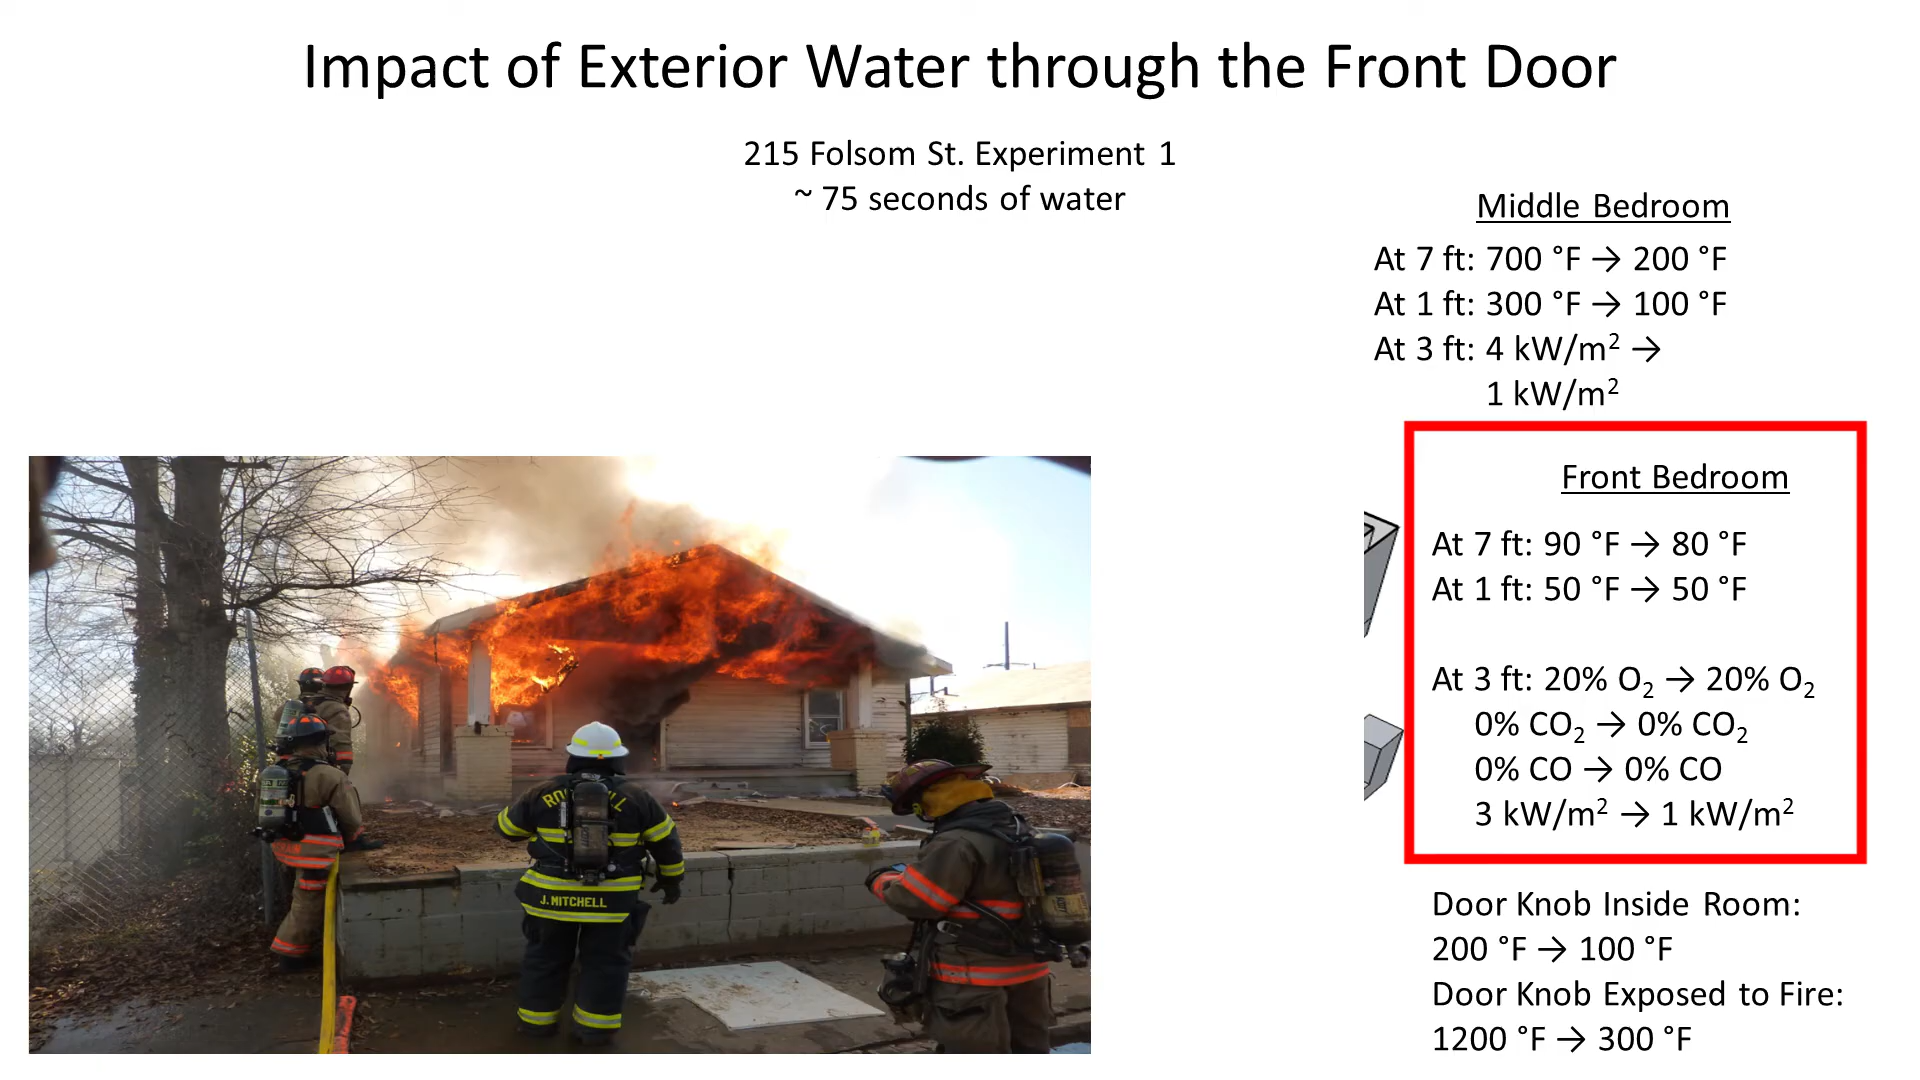 Impact of Exterior Water through the Front Door
215 Folsom St. Experiment 1
~ 75 seconds of water
Middle Bedroom
At 7 ft: 700 °F → 200 °F
At 1 ft: 300 °F → 100 °F
At 3 ft: 4 kW/m² →
1 kW/m²
Front Bedroom
At 7 ft: 90 °F → 80 °F
At 1 ft: 50 °F → 50 °F
At 3 ft: 20% O₂ → 20% O₂
0% CO₂ → 0% CO₂
0% CO → 0% CO
3 kW/m² → 1 kW/m²
Door Knob Inside Room:
200 °F → 100 °F
Door Knob Exposed to Fire:
1200 °F → 300 °F
J. MITCHELL